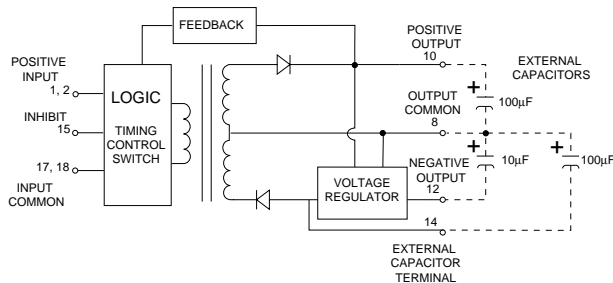 FEEDBACK
POSITIVE
OUTPUT
10
EXTERNAL
CAPACITORS
POSITIVE
INPUT
1, 2
LOGIC
+
100µF
INHIBIT
15
TIMING
CONTROL
SWITCH
OUTPUT
COMMON
8
+
10µF
+
100µF
17, 18
INPUT
COMMON
VOLTAGE
REGULATOR
NEGATIVE
OUTPUT
12
14
EXTERNAL
CAPACITOR
TERMINAL